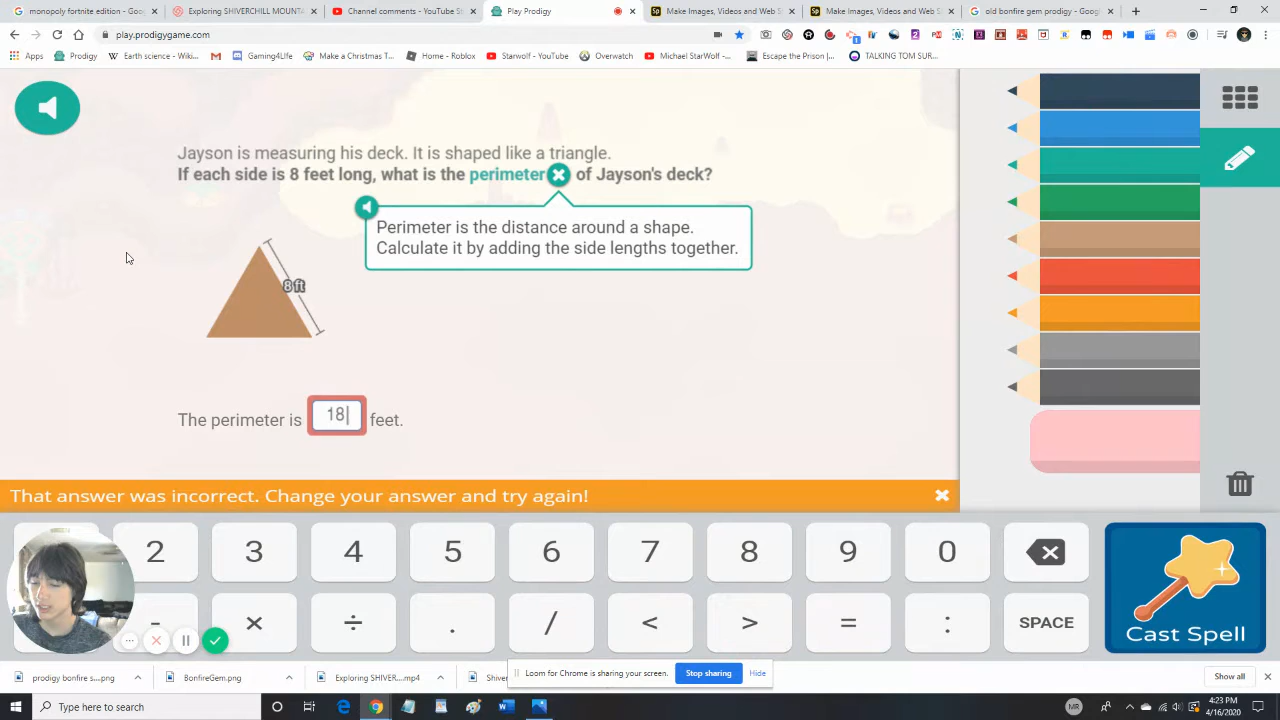 monopoly fortnite edition - Goog
Exploring SHIVERCHILL MOUNTA
Channel comments - YouTube St
Play Prodigy
Make Images, Videos and Web S
Make Images, Videos and Web S
old bonfire gem prodigy - Googl
play.prodigygame.com
Apps
Prodigy
Earth science - Wiki...
Gaming4Life
Make a Christmas T...
Home - Roblox
Starwolf - YouTube
Overwatch
Michael StarWolf -...
Escape the Prison |...
TALKING TOM SUR...
Jayson is measuring his deck. It is shaped like a triangle.
If each side is 8 feet long, what is the perimeter of Jayson's deck?
Perimeter is the distance around a shape.
Calculate it by adding the side lengths together.
8 ft
The perimeter is 18 feet.
That answer was incorrect. Change your answer and try again!
2 3 4 5 6 7 8 9 0
- × ÷ . / < > = : SPACE
Cast Spell
Loom for Chrome is sharing your screen.
Stop sharing
Hide
prodigy bonfire s....png
BonfireGem.png
Exploring SHIVER....mp4
Show all
Type here to search
4:23 PM
4/16/2020